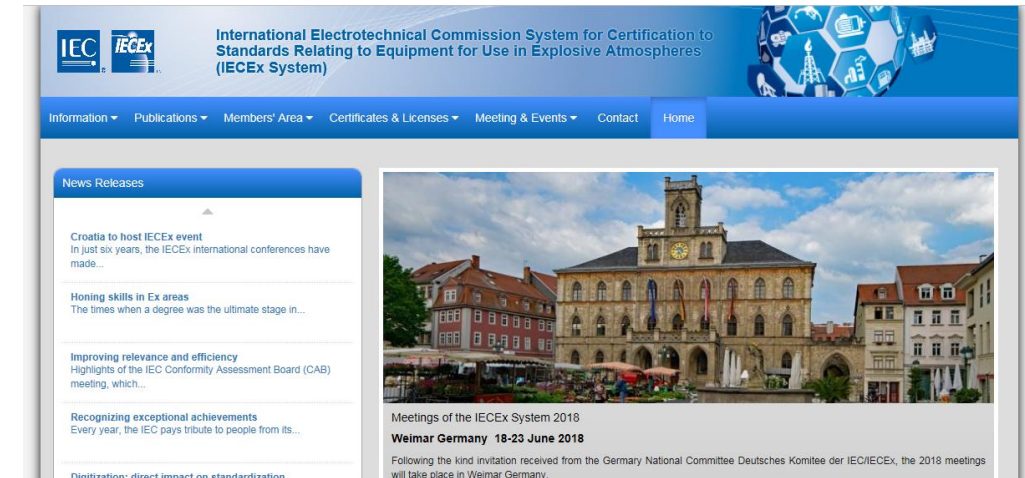 IEC
IECEx
International Electrotechnical Commission System for Certification to
Standards Relating to Equipment for Use in Explosive Atmospheres
(IECEx System)
Information Publications Members' Area Certificates & Licenses Meeting & Events Contact Home
News Releases
Croatia to host IECEx event
In just six years, the IECEx international conferences have
made...
Honing skills in Ex areas
The times when a degree was the ultimate stage in...
Improving relevance and efficiency
Highlights of the IEC Conformity Assessment Board (CAB)
meeting, which...
Recognizing exceptional achievements
Every year, the IEC pays tribute to people from its...
Digitization: direct impact on standardization
Meetings of the IECEx System 2018
Weimar Germany 18-23 June 2018
Following the kind invitation received from the Germany National Committee Deutsches Komitee der IEC/IECEx, the 2018 meetings
will take place in Weimar Germany.